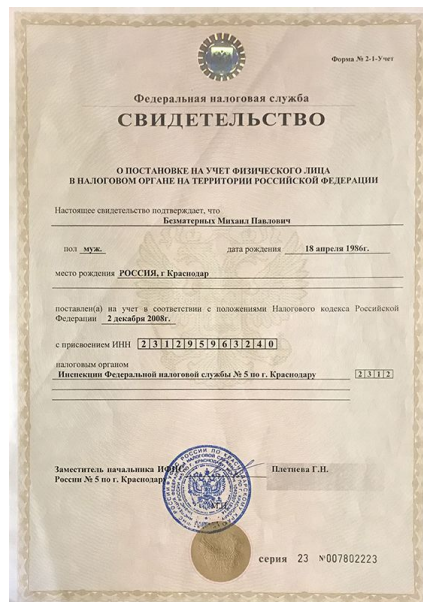 Форма № 2-1-Учет
Федеральная налоговая служба
СВИДЕТЕЛЬСТВО
О ПОСТАНОВКЕ НА УЧЕТ ФИЗИЧЕСКОГО ЛИЦА
В НАЛОГОВОМ ОРГАНЕ НА ТЕРРИТОРИИ РОССИЙСКОЙ ФЕДЕРАЦИИ
Настоящее свидетельство подтверждает, что
Безматерных Михаил Павлович
пол муж. дата рождения 18 апреля 1986г.
место рождения РОССИЯ, г Краснодар
поставлен(а) на учет в соответствии с положениями Налогового кодекса Российской
Федерации 2 декабря 2008г.
с присвоением ИНН 231295963240
налоговым органом
Инспекции Федеральной налоговой службы № 5 по г. Краснодару 2312
Заместитель начальника ИФНС Плетнева Г.Н.
России № 5 по г. Краснодару
серия 23 №007802223